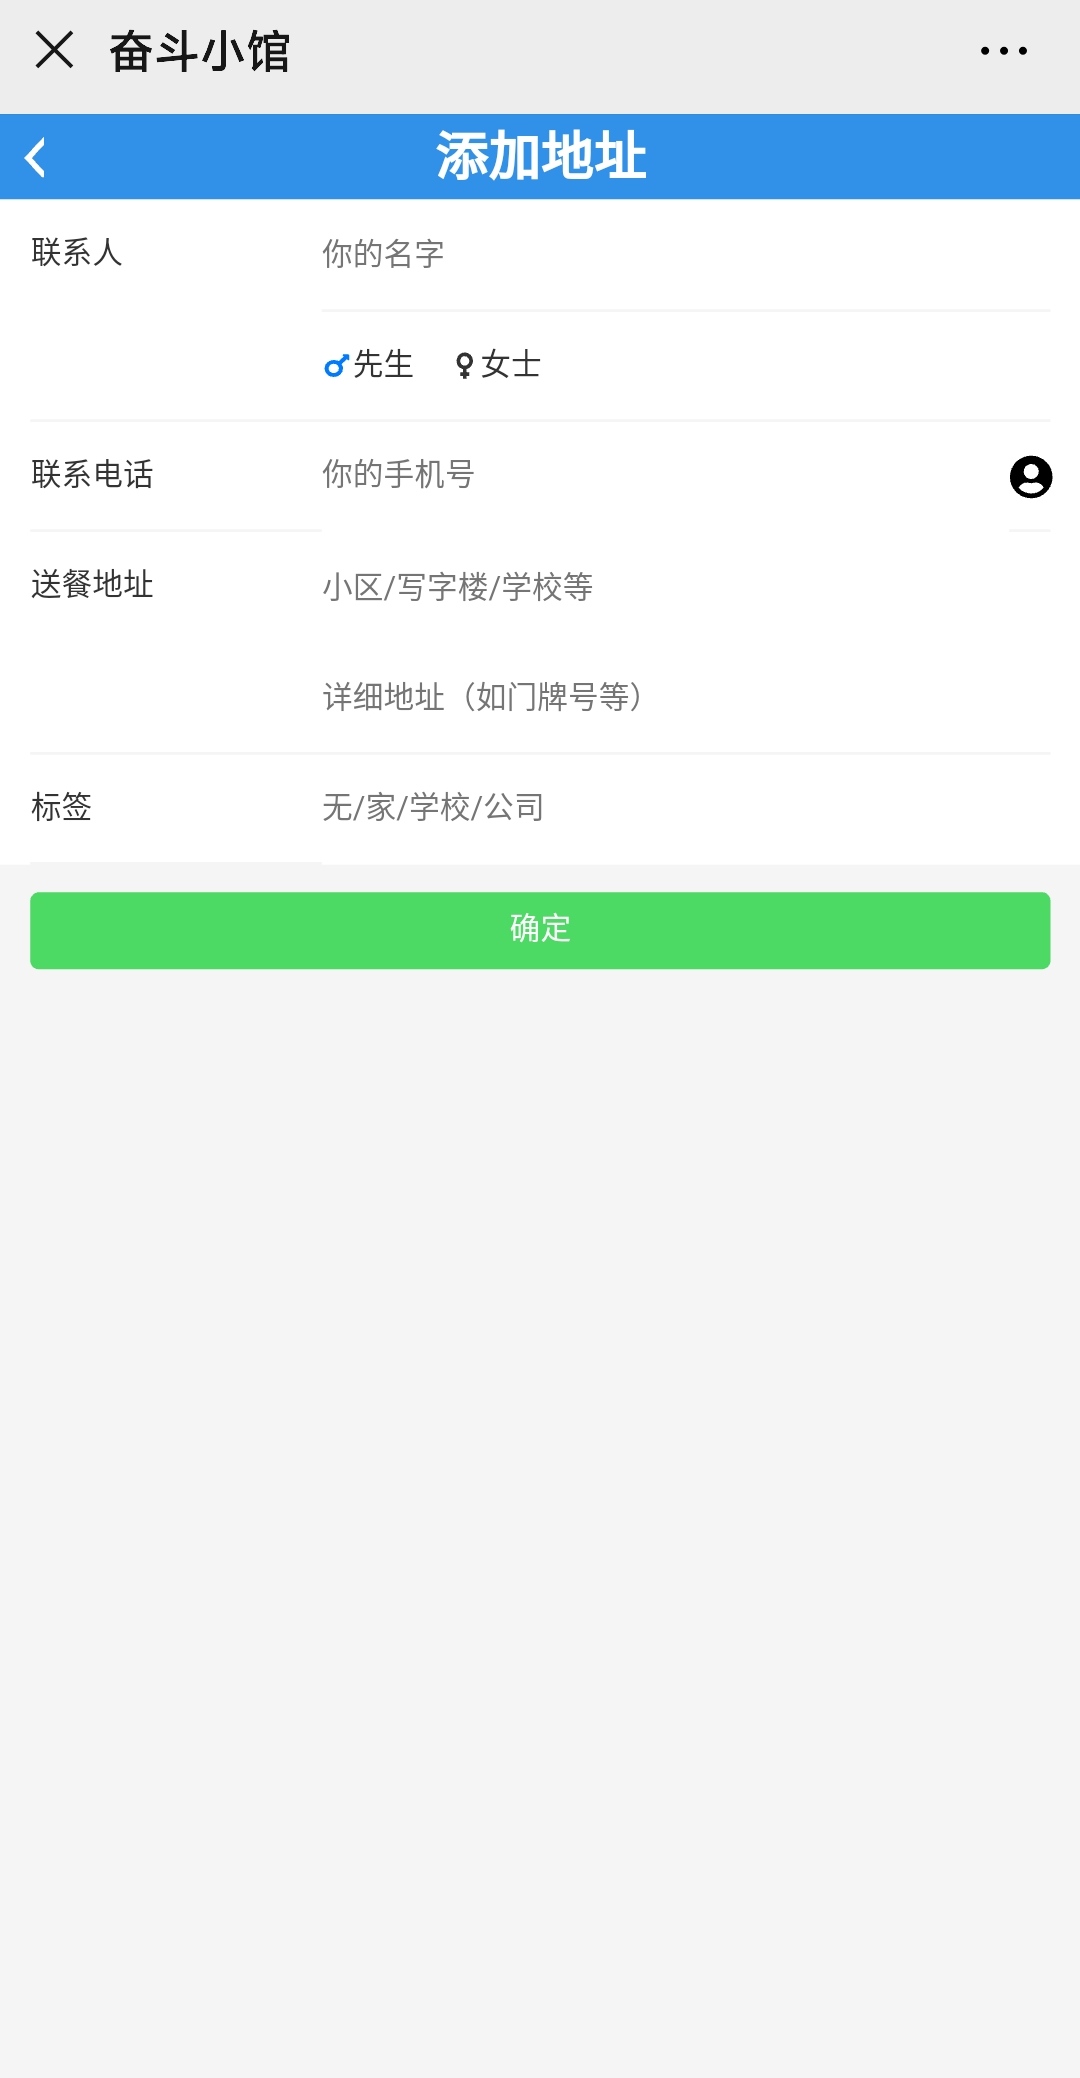 奋斗小馆
添加地址
联系人 你的名字
先生 女士
联系电话 你的手机号
送餐地址 小区/写字楼/学校等
详细地址（如门牌号等）
标签 无/家/学校/公司
确定